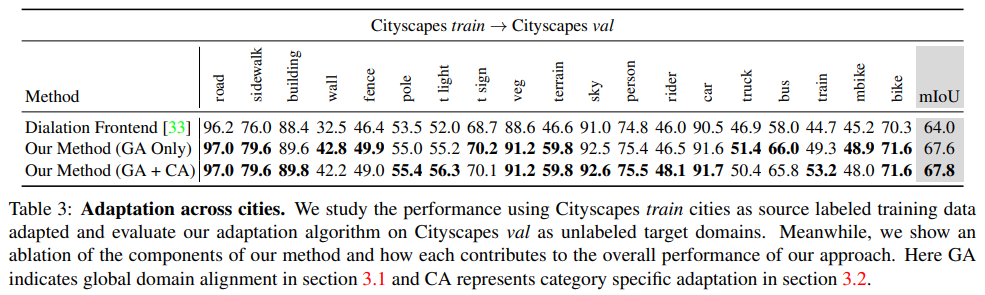 Cityscapes train → Cityscapes val
Method road sidewalk building wall fence pole t light t sign veg terrain sky person rider car truck bus train mbike bike mIoU
Dialation Frontend [33] 96.2 76.0 88.4 32.5 46.4 53.5 52.0 68.7 88.6 46.6 91.0 74.8 46.0 90.5 46.9 58.0 44.7 45.2 70.3 64.0
Our Method (GA Only) 97.0 79.6 89.6 42.8 49.9 55.0 55.2 70.2 91.2 59.8 92.5 75.4 46.5 91.6 51.4 66.0 49.3 48.9 71.6 67.6
Our Method (GA + CA) 97.0 79.6 89.8 42.2 49.0 55.4 56.3 70.1 91.2 59.8 92.6 75.5 48.1 91.7 50.4 65.8 53.2 48.0 71.6 67.8
Table 3: Adaptation across cities. We study the performance using Cityscapes train cities as source labeled training data
adapted and evaluate our adaptation algorithm on Cityscapes val as unlabeled target domains. Meanwhile, we show an
ablation of the components of our method and how each contributes to the overall performance of our approach. Here GA
indicates global domain alignment in section 3.1 and CA represents category specific adaptation in section 3.2.